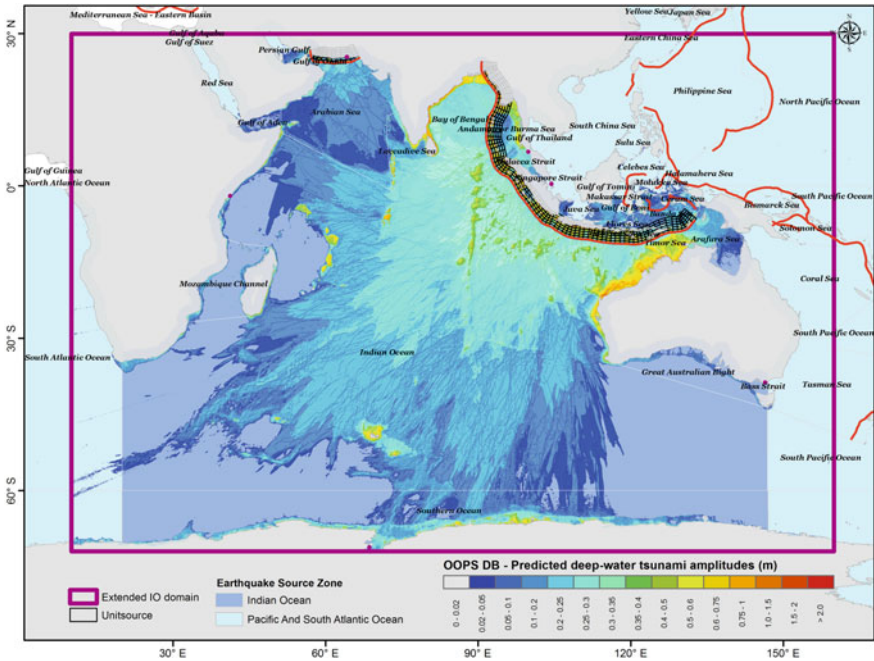 Mediterranean Sea - Eastern Basin
Yellow Sea
Japan Sea
30°N
Gulf of Aqaba
Gulf of Suez
Persian Gulf
Eastern China Sea
N
Red Sea
Philippine Sea
North Pacific Ocean
Arabian Sea
Gulf of Aden
Bay of Bengal
Andaman or Burma Sea
South China Sea
Gulf of Thailand
Sulu Sea
Laccadive Sea
Malacca Strait
Celebes Sea
Halamahera Sea
Gulf of Guinea
Singapore Strait
Molukka Sea
0°
North Atlantic Ocean
Gulf of Tomini
Makassar Strait
Ceram Sea
South Pacific Ocean
Java Sea
Gulf of Boni
Bismarck Sea
Solomon Sea
Timor Sea
Arafura Sea
Mozambique Channel
Coral Sea
30° S
South Atlantic Ocean
Indian Ocean
South Pacific Ocean
Great Australian Bight
Bass Strait
Tasman Sea
South Pacific Ocean
60° S
Southern Ocean
OOPS DB - Predicted deep-water tsunami amplitudes (m)
0 - 0.02
0.02 - 0.05
0.05 - 0.1
0.1 - 0.2
0.2 - 0.25
0.25 - 0.3
0.3 - 0.35
0.35 - 0.4
0.4 - 0.5
0.5 - 0.6
0.6 - 0.75
0.75 - 1
1.0 - 1.5
1.5 - 2
> 2.0
Earthquake Source Zone
Extended IO domain
Indian Ocean
Unitsource
Pacific And South Atlantic Ocean
30° E
60° E
90° E
120° E
150° E